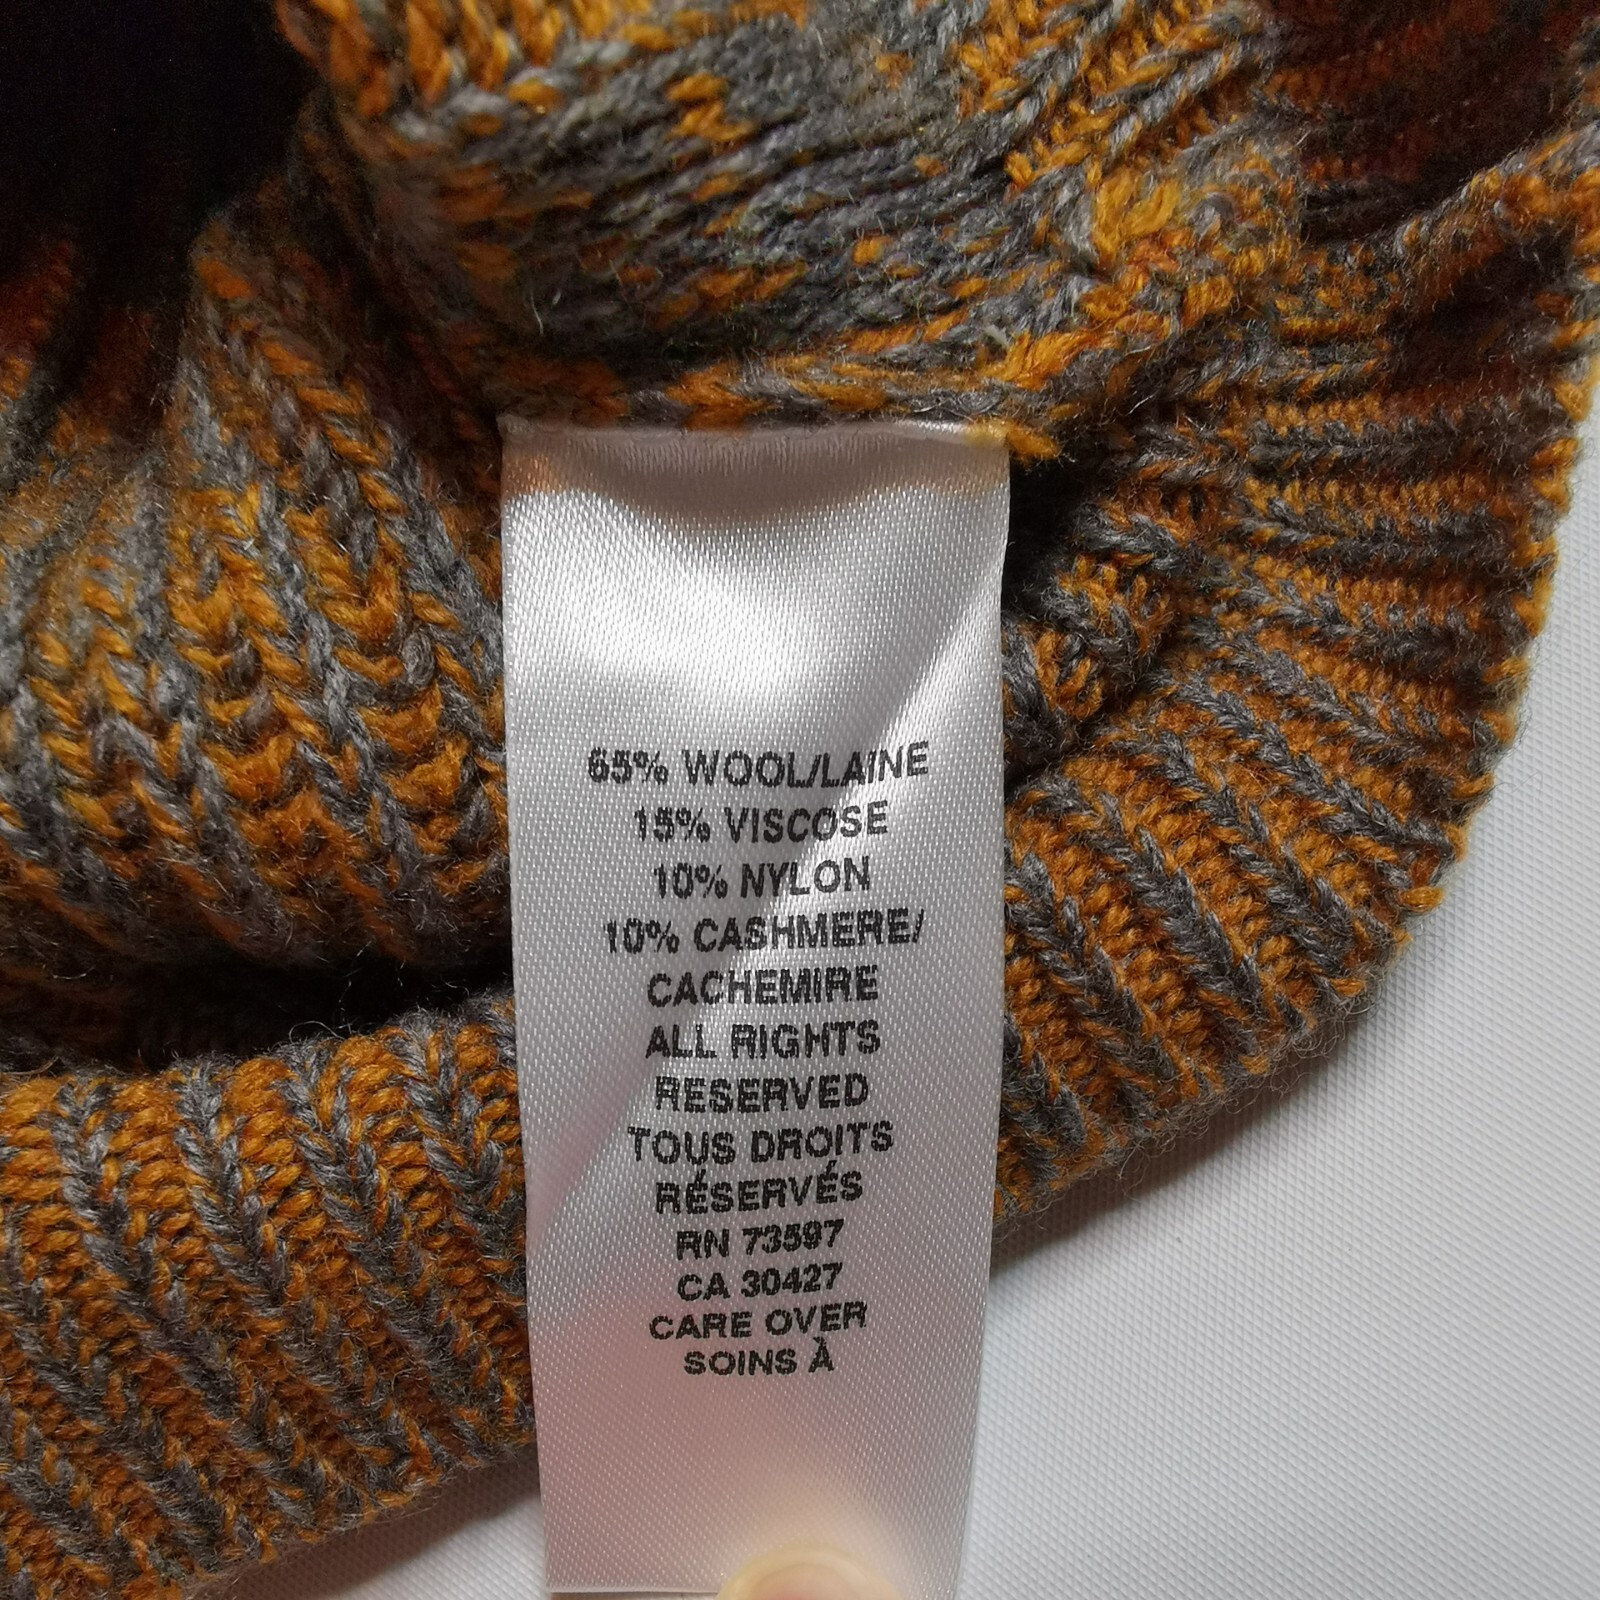 65% WOOL/LAINE
15% VISCOSE
10% NYLON
10% CASHMERE/
CACHEMIRE
ALL RIGHTS
RESERVED
TOUS DROITS
RÉSERVÉS
RN 73597
CA 30427
CARE OVER
SOINS À